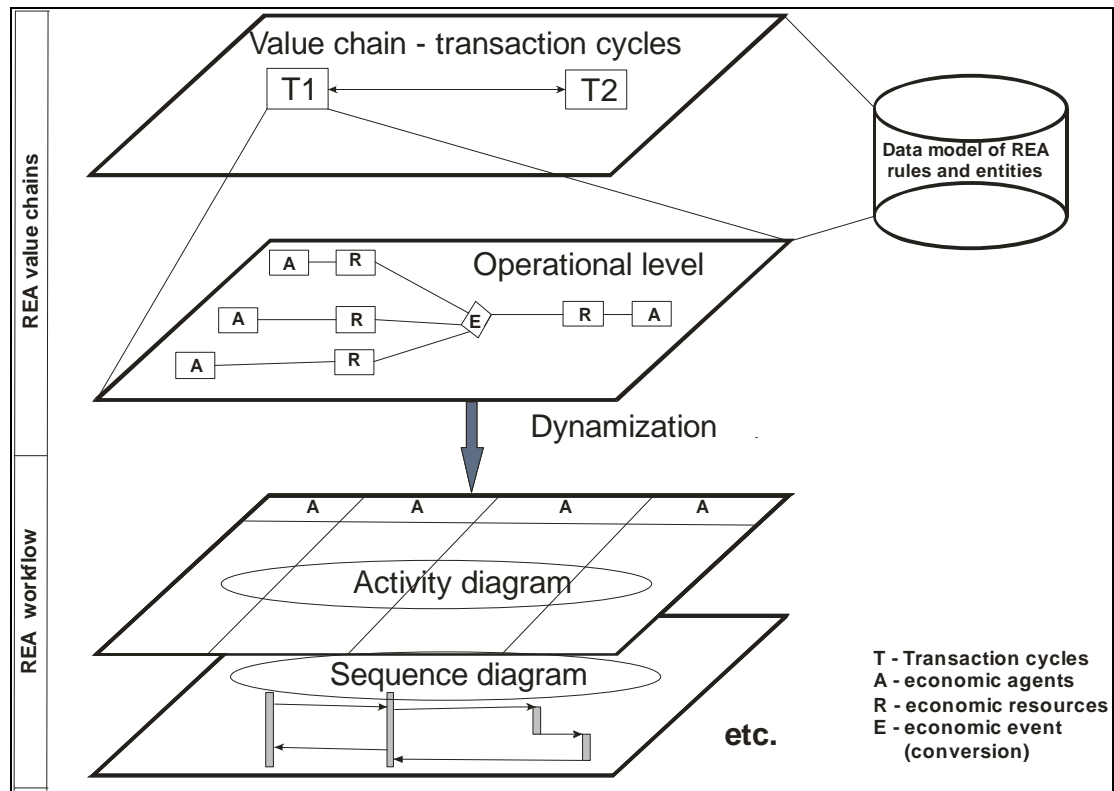 REA value chains
Value chain - transaction cycles
T1
T2
Data model of REA
rules and entities
Operational level
A
R
A
R
A
R
E
R
A
Dynamization
REA workflow
A
A
A
A
Activity diagram
Sequence diagram
etc.
T - Transaction cycles
A - economic agents
R - economic resources
E - economic event
(conversion)